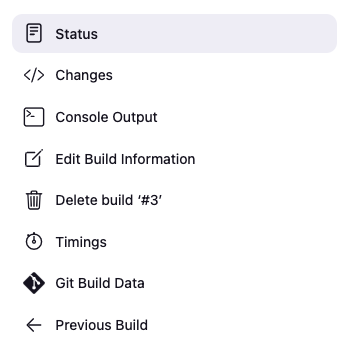 Status
Changes
Console Output
Edit Build Information
Delete build ‘#3’
Timings
Git Build Data
Previous Build